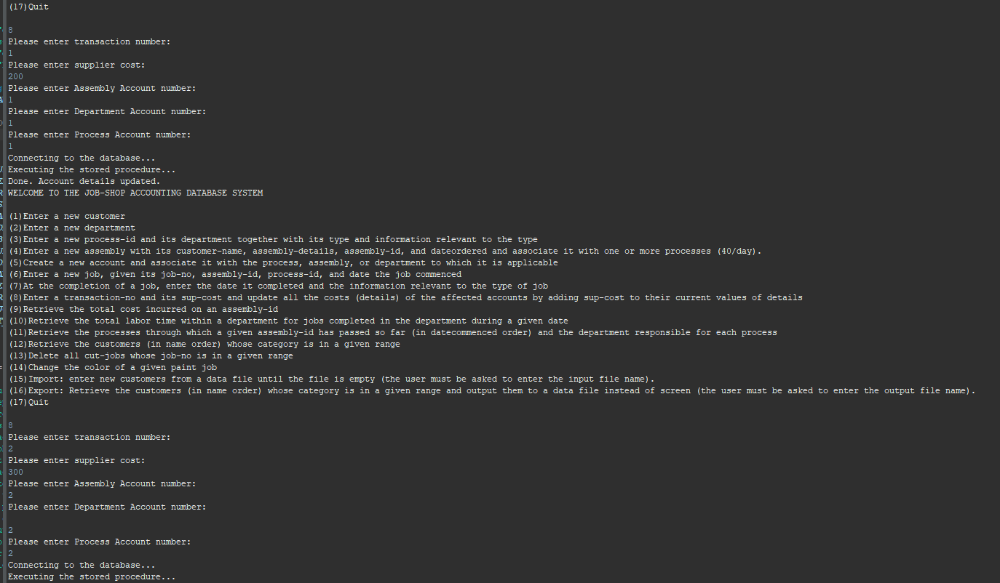 (17)Quit
8
Please enter transaction number:
1
Please enter supplier cost:
200
Please enter Assembly Account number:
1
Please enter Department Account number:
1
Please enter Process Account number:
1
Connecting to the database...
Executing the stored procedure...
Done. Account details updated.
WELCOME TO THE JOB-SHOP ACCOUNTING DATABASE SYSTEM
(1)Enter a new customer
(2)Enter a new department
(3)Enter a new process-id and its department together with its type and information relevant to the type
(4)Enter a new assembly with its customer-name, assembly-details, assembly-id, and dateordered and associate it with one or more processes (40/day).
(5)Create a new account and associate it with the process, assembly, or department to which it is applicable
(6)Enter a new job, given its job-no, assembly-id, process-id, and date the job commenced
(7)At the completion of a job, enter the date it completed and the information relevant to the type of job
(8)Enter a transaction-no and its sup-cost and update all the costs (details) of the affected accounts by adding sup-cost to their current values of details
(9)Retrieve the total cost incurred on an assembly-id
(10)Retrieve the total labor time within a department for jobs completed in the department during a given date
(11)Retrieve the processes through which a given assembly-id has passed so far (in datecommenced order) and the department responsible for each process
(12)Retrieve the customers (in name order) whose category is in a given range
(13)Delete all cut-jobs whose job-no is in a given range
(14)Change the color of a given paint job
(15)Import: enter new customers from a data file until the file is empty (the user must be asked to enter the input file name).
(16)Export: Retrieve the customers (in name order) whose category is in a given range and output them to a data file instead of screen (the user must be asked to enter the output file name).
(17)Quit
8
Please enter transaction number:
2
Please enter supplier cost:
300
Please enter Assembly Account number:
2
Please enter Department Account number:
2
Please enter Process Account number:
2
Connecting to the database...
Executing the stored procedure...